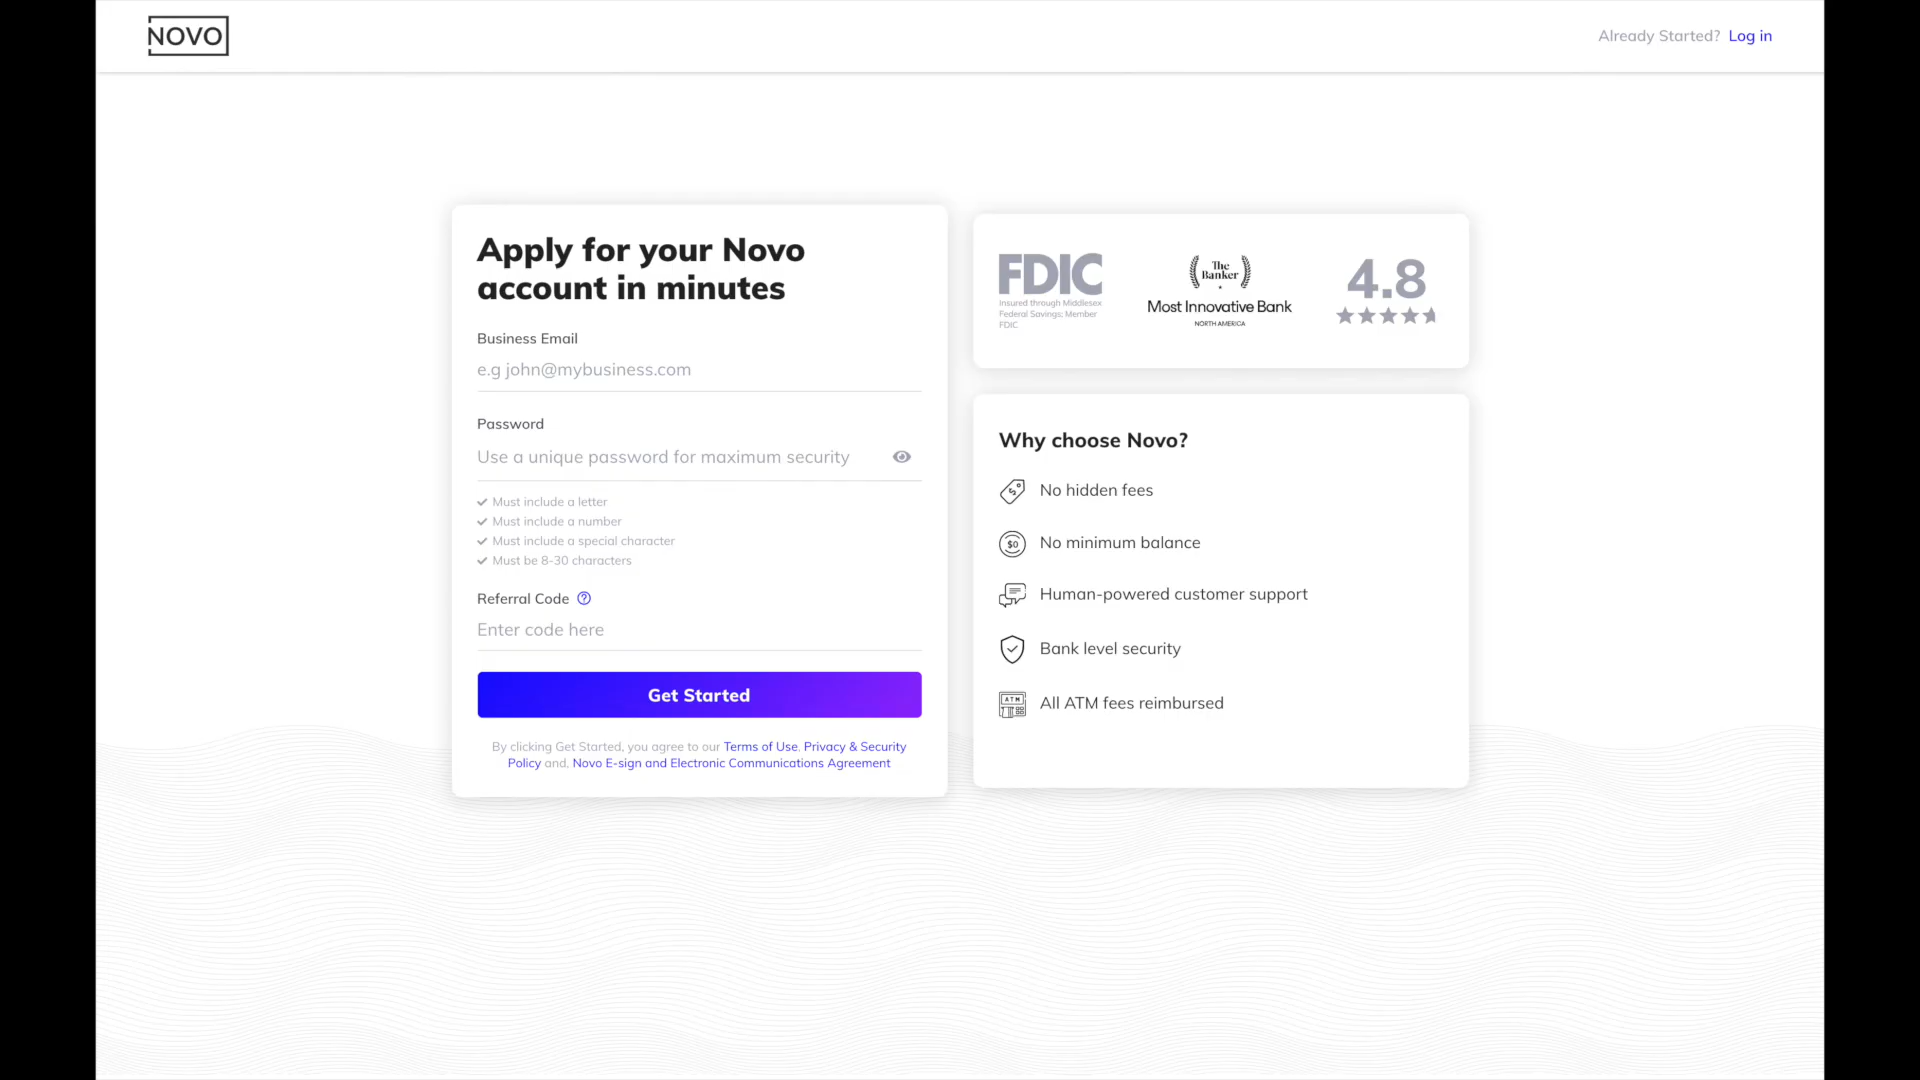 NOVO
Already Started? Log in
Apply for your Novo
account in minutes
Business Email
e.g john@mybusiness.com
Password
Use a unique password for maximum security
Must include a letter
Must include a number
Must include a special character
Must be 8-30 characters
Referral Code
Enter code here
Get Started
By clicking Get Started, you agree to our Terms of Use, Privacy & Security
Policy and, Novo E-sign and Electronic Communications Agreement
FDIC
Insured through Middlesex
Federal Savings; Member
FDIC
The
Banker
Most Innovative Bank
NORTH AMERICA
4.8
Why choose Novo?
No hidden fees
$0
No minimum balance
Human-powered customer support
Bank level security
ATM
All ATM fees reimbursed